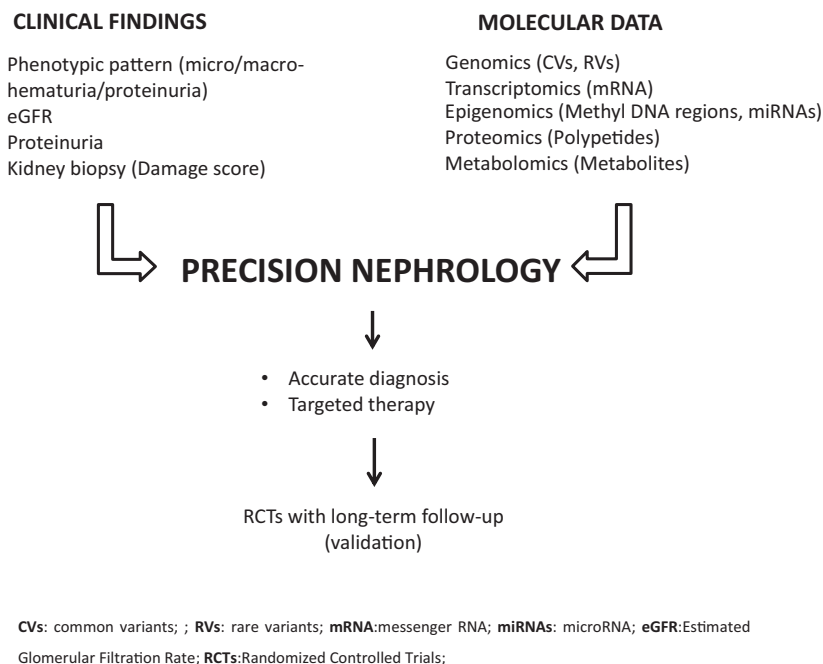 CLINICAL FINDINGS
Phenotypic pattern (micro/macro-
hematuria/proteinuria)
eGFR
Proteinuria
Kidney biopsy (Damage score)
MOLECULAR DATA
Genomics (CVs, RVs)
Transcriptomics (mRNA)
Epigenomics (Methyl DNA regions, miRNAs)
Proteomics (Polypetides)
Metabolomics (Metabolites)
PRECISION NEPHROLOGY
• Accurate diagnosis
• Targeted therapy
RCTs with long-term follow-up
(validation)
CVs: common variants; ; RVs: rare variants; mRNA:messenger RNA; miRNAs: microRNA; eGFR:Estimated
Glomerular Filtration Rate; RCTs:Randomized Controlled Trials;